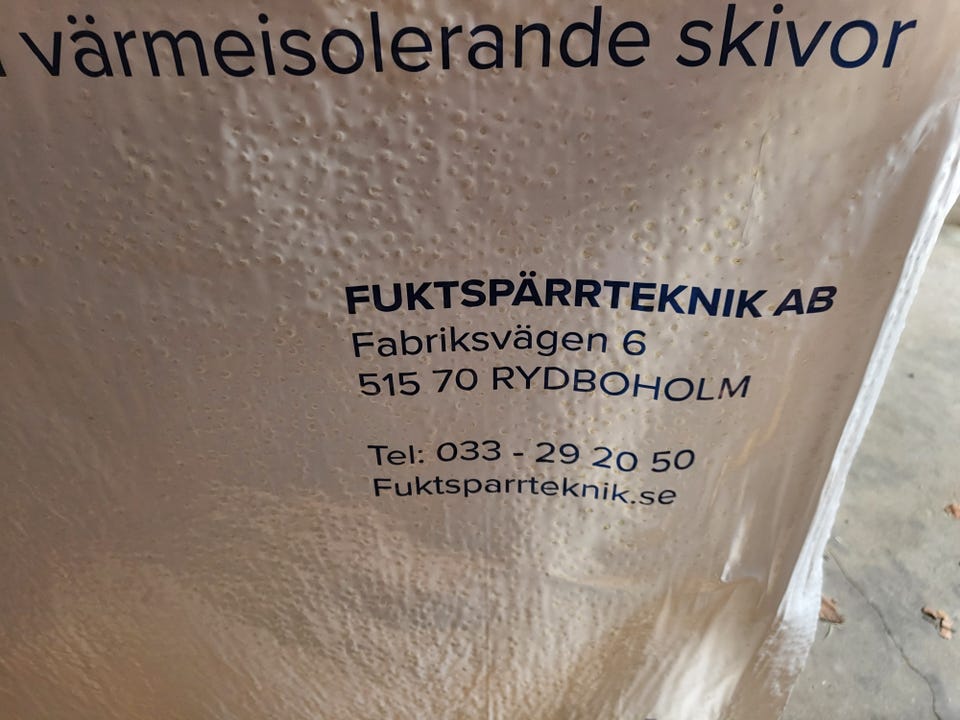 värmeisolerande skivor
FUKTSPÄRRTEKNIK AB
Fabriksvägen 6
515 70 RYDBOHOLM
Tel: 033 - 29 20 50
Fuktsparrteknik.se